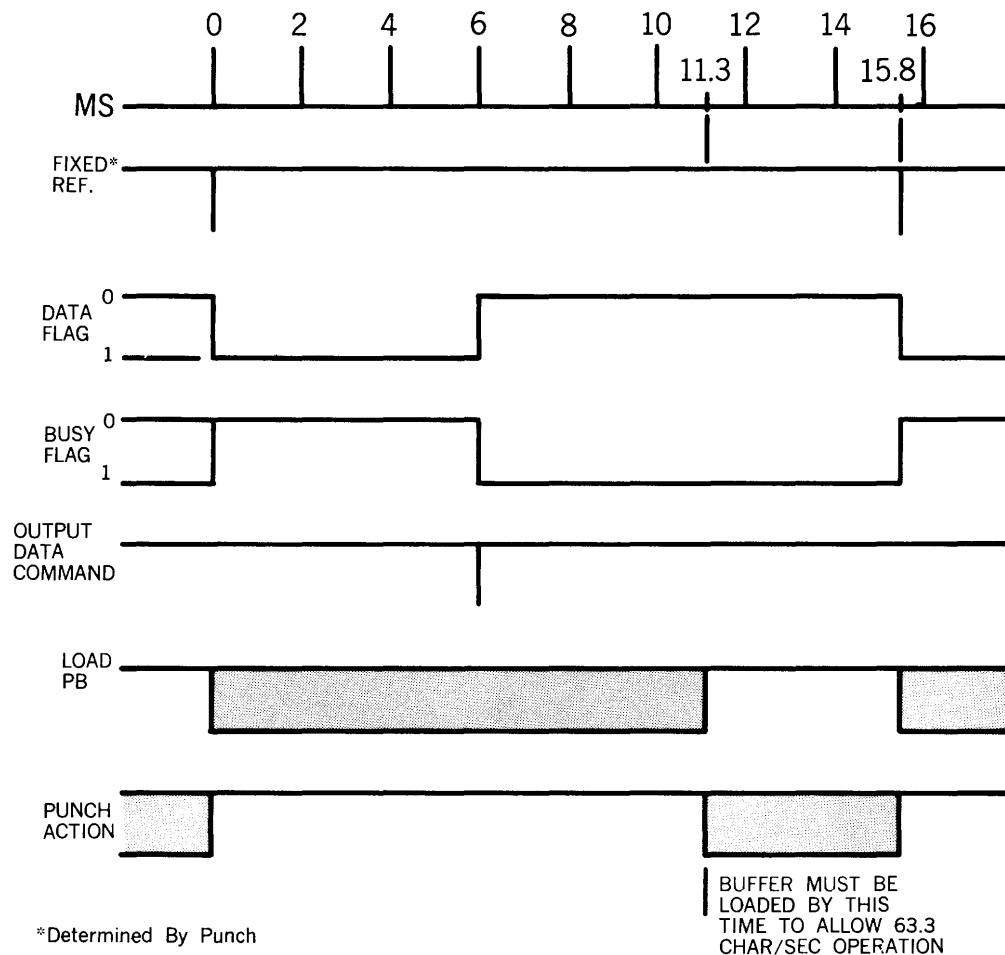 0 2 4 6 8 10 12 14 16
11.3 15.8
MS
FIXED*
REF.
0
DATA
FLAG
1
0
BUSY
FLAG
1
OUTPUT
DATA
COMMAND
LOAD
PB
PUNCH
ACTION
BUFFER MUST BE
LOADED BY THIS
TIME TO ALLOW 63.3
CHAR/SEC OPERATION
*Determined By Punch